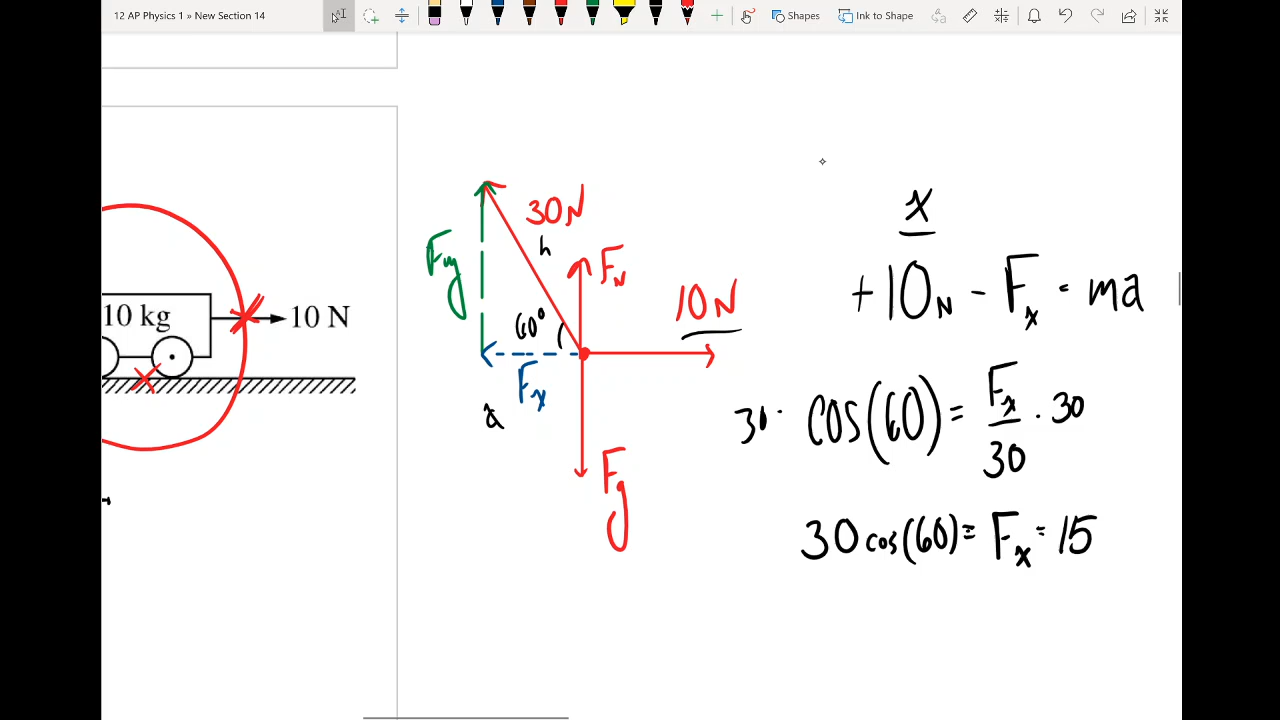 12 AP Physics 1 » New Section 14
Shapes
Ink to Shape
10 kg
10 N
30N
h
Fy
FN
60°
10N
Fx
a
Fg
x
+10N - Fx = ma
30· cos(60) = Fx/30 · 30
30 cos(60) = Fx = 15